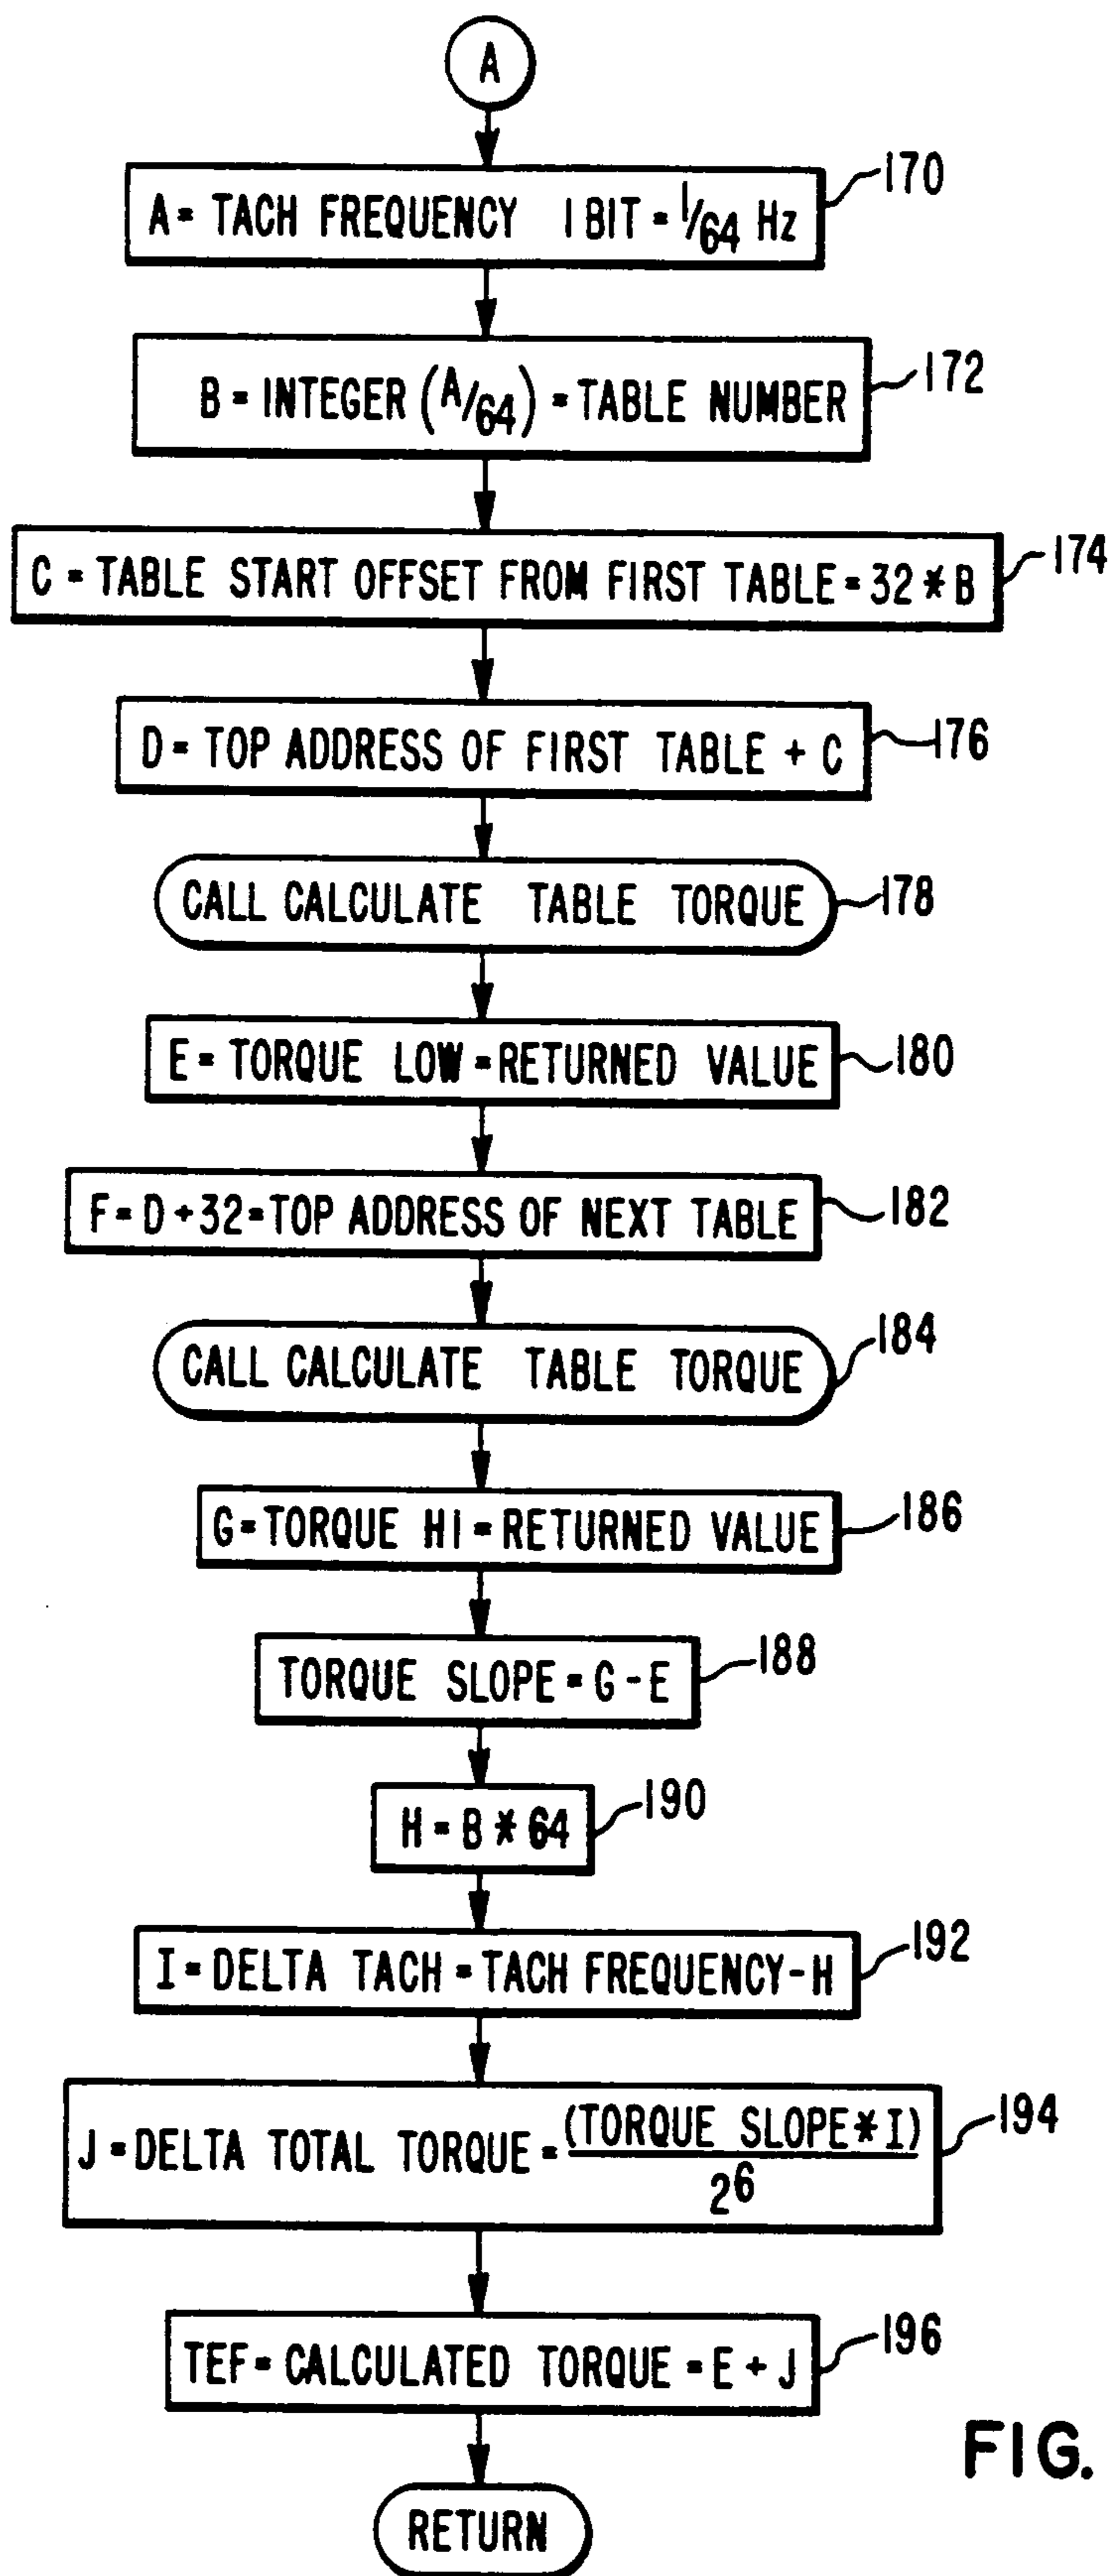 A
170
A = TACH FREQUENCY 1 BIT = 1/64 Hz
172
B = INTEGER (A/64) = TABLE NUMBER
174
C = TABLE START OFFSET FROM FIRST TABLE = 32 * B
176
D = TOP ADDRESS OF FIRST TABLE + C
178
CALL CALCULATE TABLE TORQUE
180
E = TORQUE LOW = RETURNED VALUE
182
F = D + 32 = TOP ADDRESS OF NEXT TABLE
184
CALL CALCULATE TABLE TORQUE
186
G = TORQUE HI = RETURNED VALUE
188
TORQUE SLOPE = G - E
190
H = B * 64
192
I = DELTA TACH = TACH FREQUENCY - H
194
J = DELTA TOTAL TORQUE = (TORQUE SLOPE * I)
2⁶
196
TEF = CALCULATED TORQUE = E + J
FIG.
RETURN